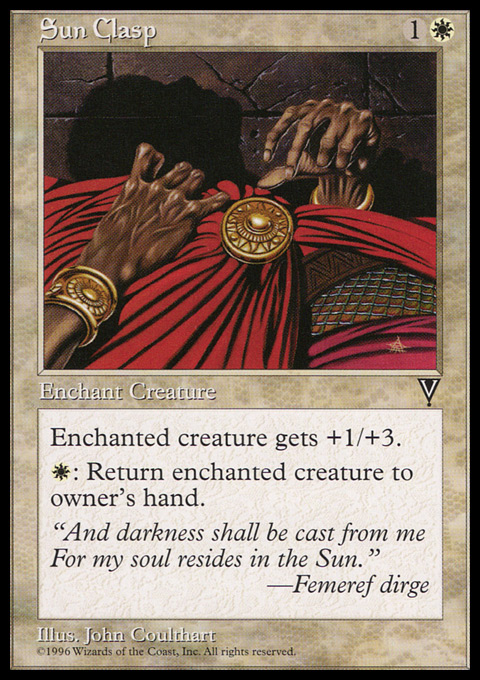 Sun Clasp 1
Enchant Creature
Enchanted creature gets +1/+3.
: Return enchanted creature to
owner's hand.
“And darkness shall be cast from me
For my soul resides in the Sun.”
—Femeref dirge
Illus. John Coulthart
©1996 Wizards of the Coast, Inc. All rights reserved.